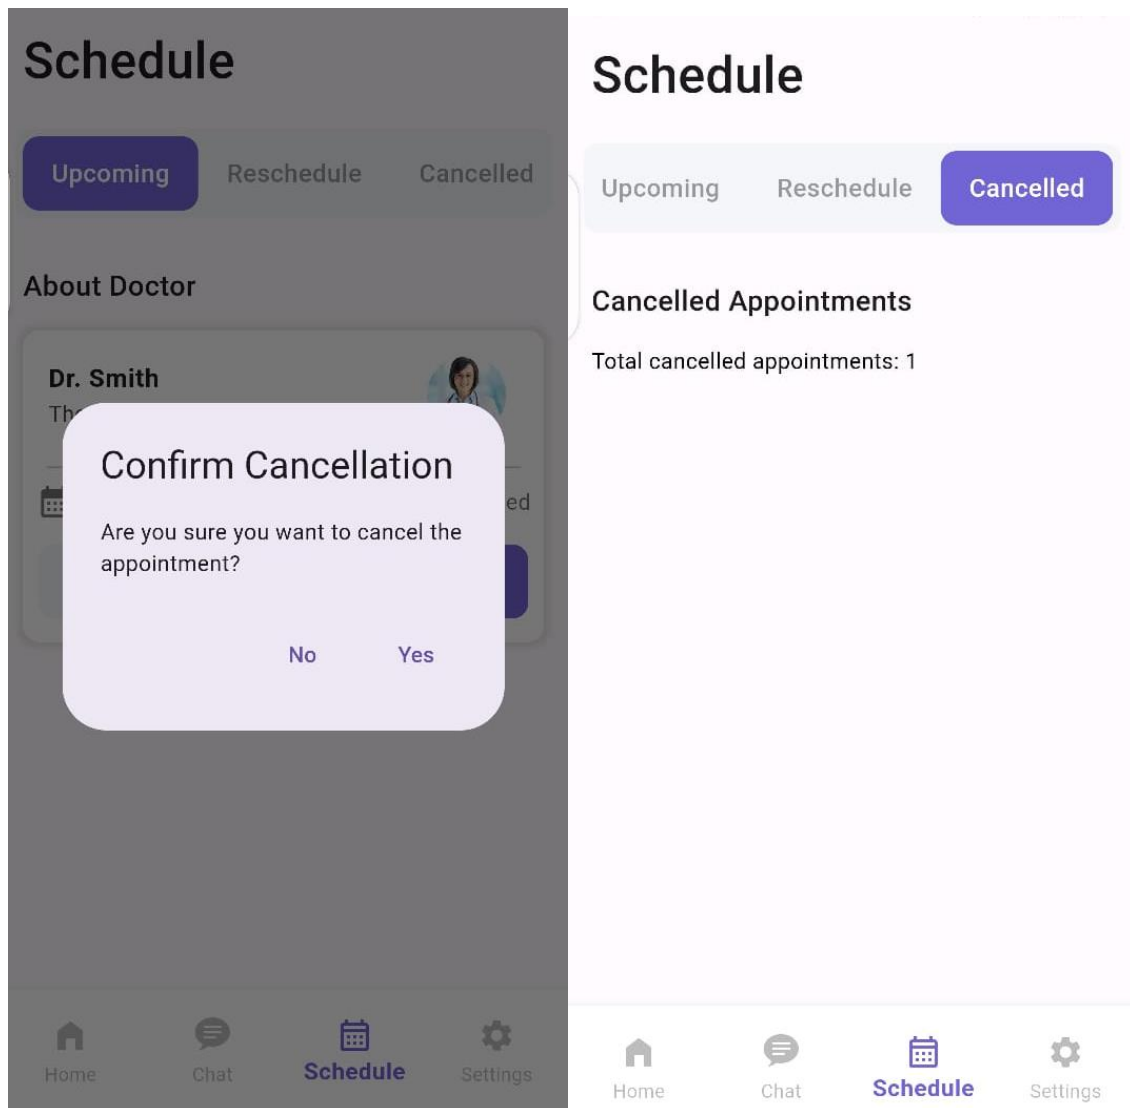 Schedule
Upcoming Reschedule Cancelled
About Doctor
Dr. Smith
Confirm Cancellation
Are you sure you want to cancel the
appointment?
No Yes
Home Chat Schedule Settings
Schedule
Upcoming Reschedule Cancelled
Cancelled Appointments
Total cancelled appointments: 1
Home Chat Schedule Settings